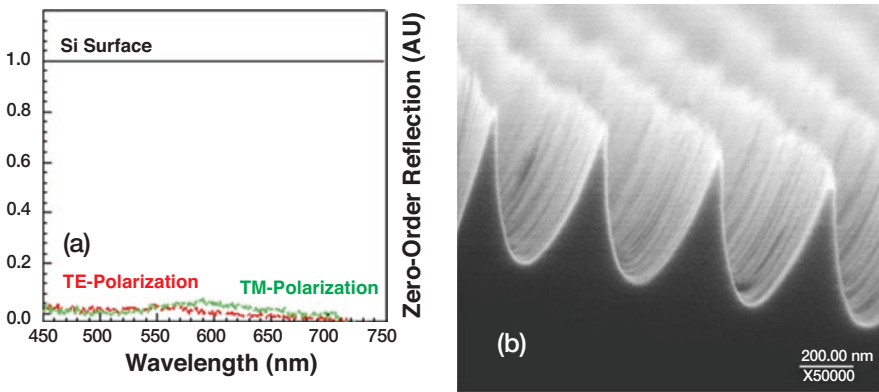 Si Surface
1.0
0.8
0.6
0.4
0.2
0.0
(a)
TE-Polarization
TM-Polarization
450
500
550
600
650
700
750
Wavelength (nm)
Zero-Order Reflection (AU)
(b)
200.00 nm
X50000